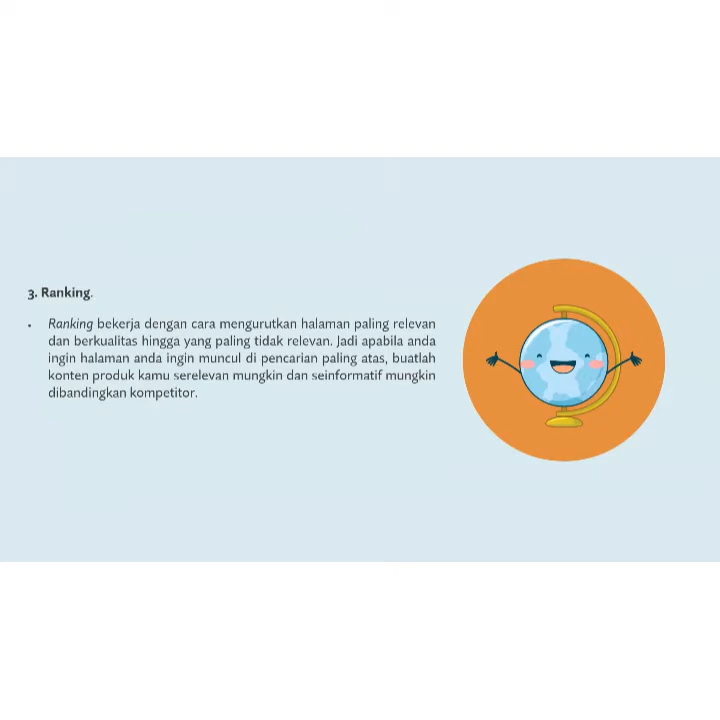 3. Ranking.
• Ranking bekerja dengan cara mengurutkan halaman paling relevan
dan berkualitas hingga yang paling tidak relevan. Jadi apabila anda
ingin halaman anda ingin muncul di pencarian paling atas, buatlah
konten produk kamu serelevan mungkin dan seinformatif mungkin
dibandingkan kompetitor.